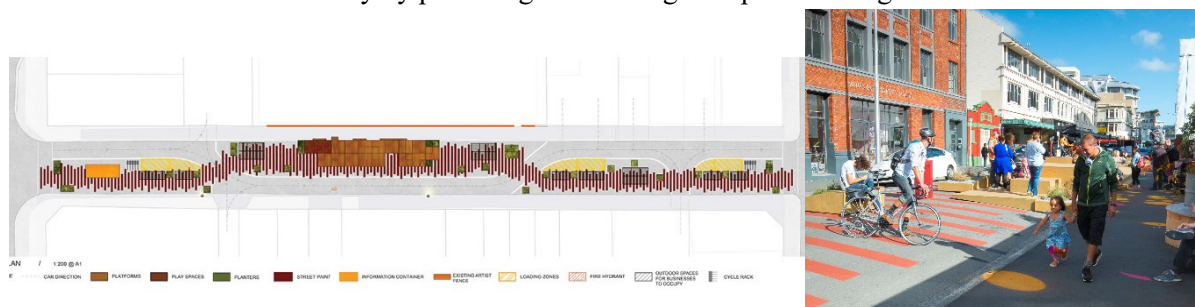 LAN / 1:200 @ A1
E
CAR DIRECTION
PLATFORMS
PLAY SPACES
PLANTERS
STREET PAINT
INFORMATION CONTAINER
EXISTING ARTIST
FENCE
LOADING ZONES
FIRE HYDRANT
OUTDOOR SPACES
FOR BUSINESSES
TO OCCUPY
CYCLE RACK